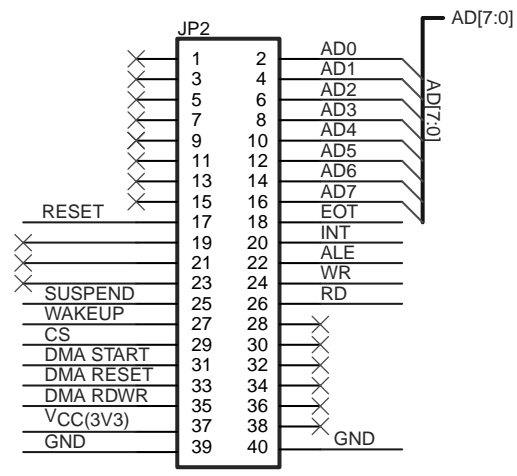 AD[7:0]
JP2
1 2 AD0
3 4 AD1
5 6 AD2
7 8 AD3
9 10 AD4
11 12 AD5
13 14 AD6
15 16 AD7
RESET 17 18 EOT
19 20 INT
21 22 ALE
23 24 WR
SUSPEND 25 26 RD
WAKEUP 27 28
CS 29 30
DMA START 31 32
DMA RESET 33 34
DMA RDWR 35 36
VCC(3V3) 37 38
GND 39 40 GND
AD[7:0]